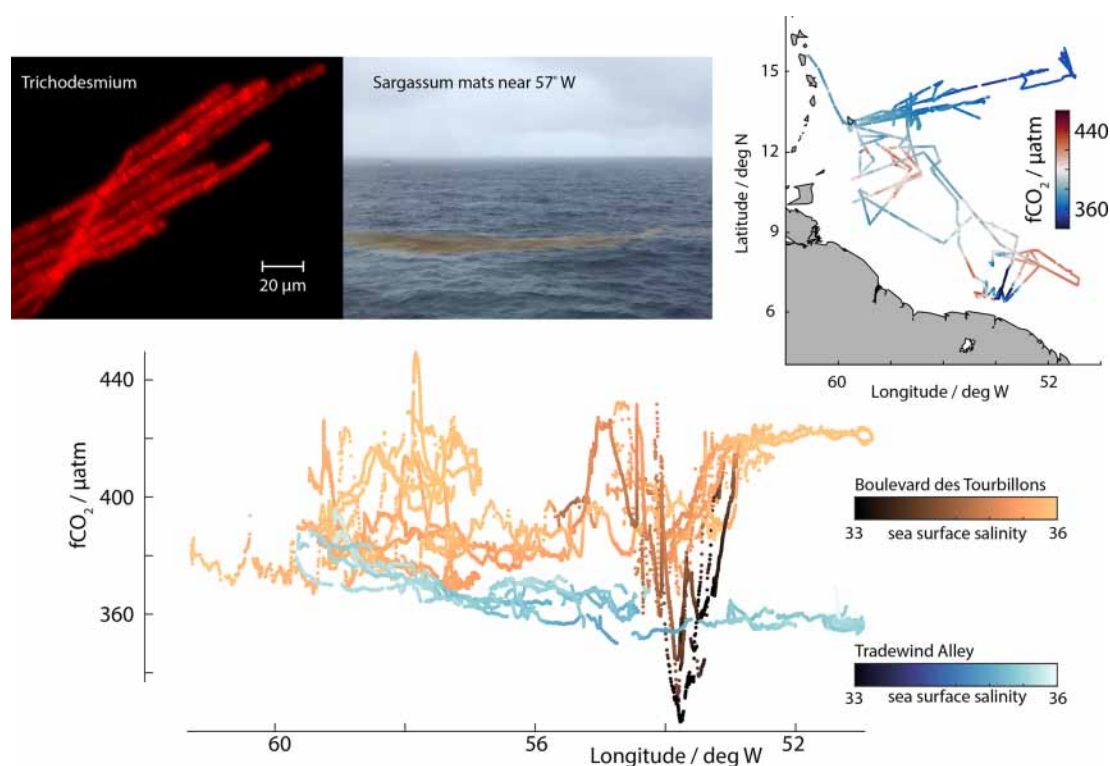 Trichodesmium
20 µm
Sargassum mats near 57° W
15
12
9
6
Latitude / deg N
60
52
Longitude / deg W
440
360
fCO₂ / µatm
440
400
360
fCO₂ / µatm
60
56
52
Longitude / deg W
Boulevard des Tourbillons
33 sea surface salinity 36
Tradewind Alley
33 sea surface salinity 36